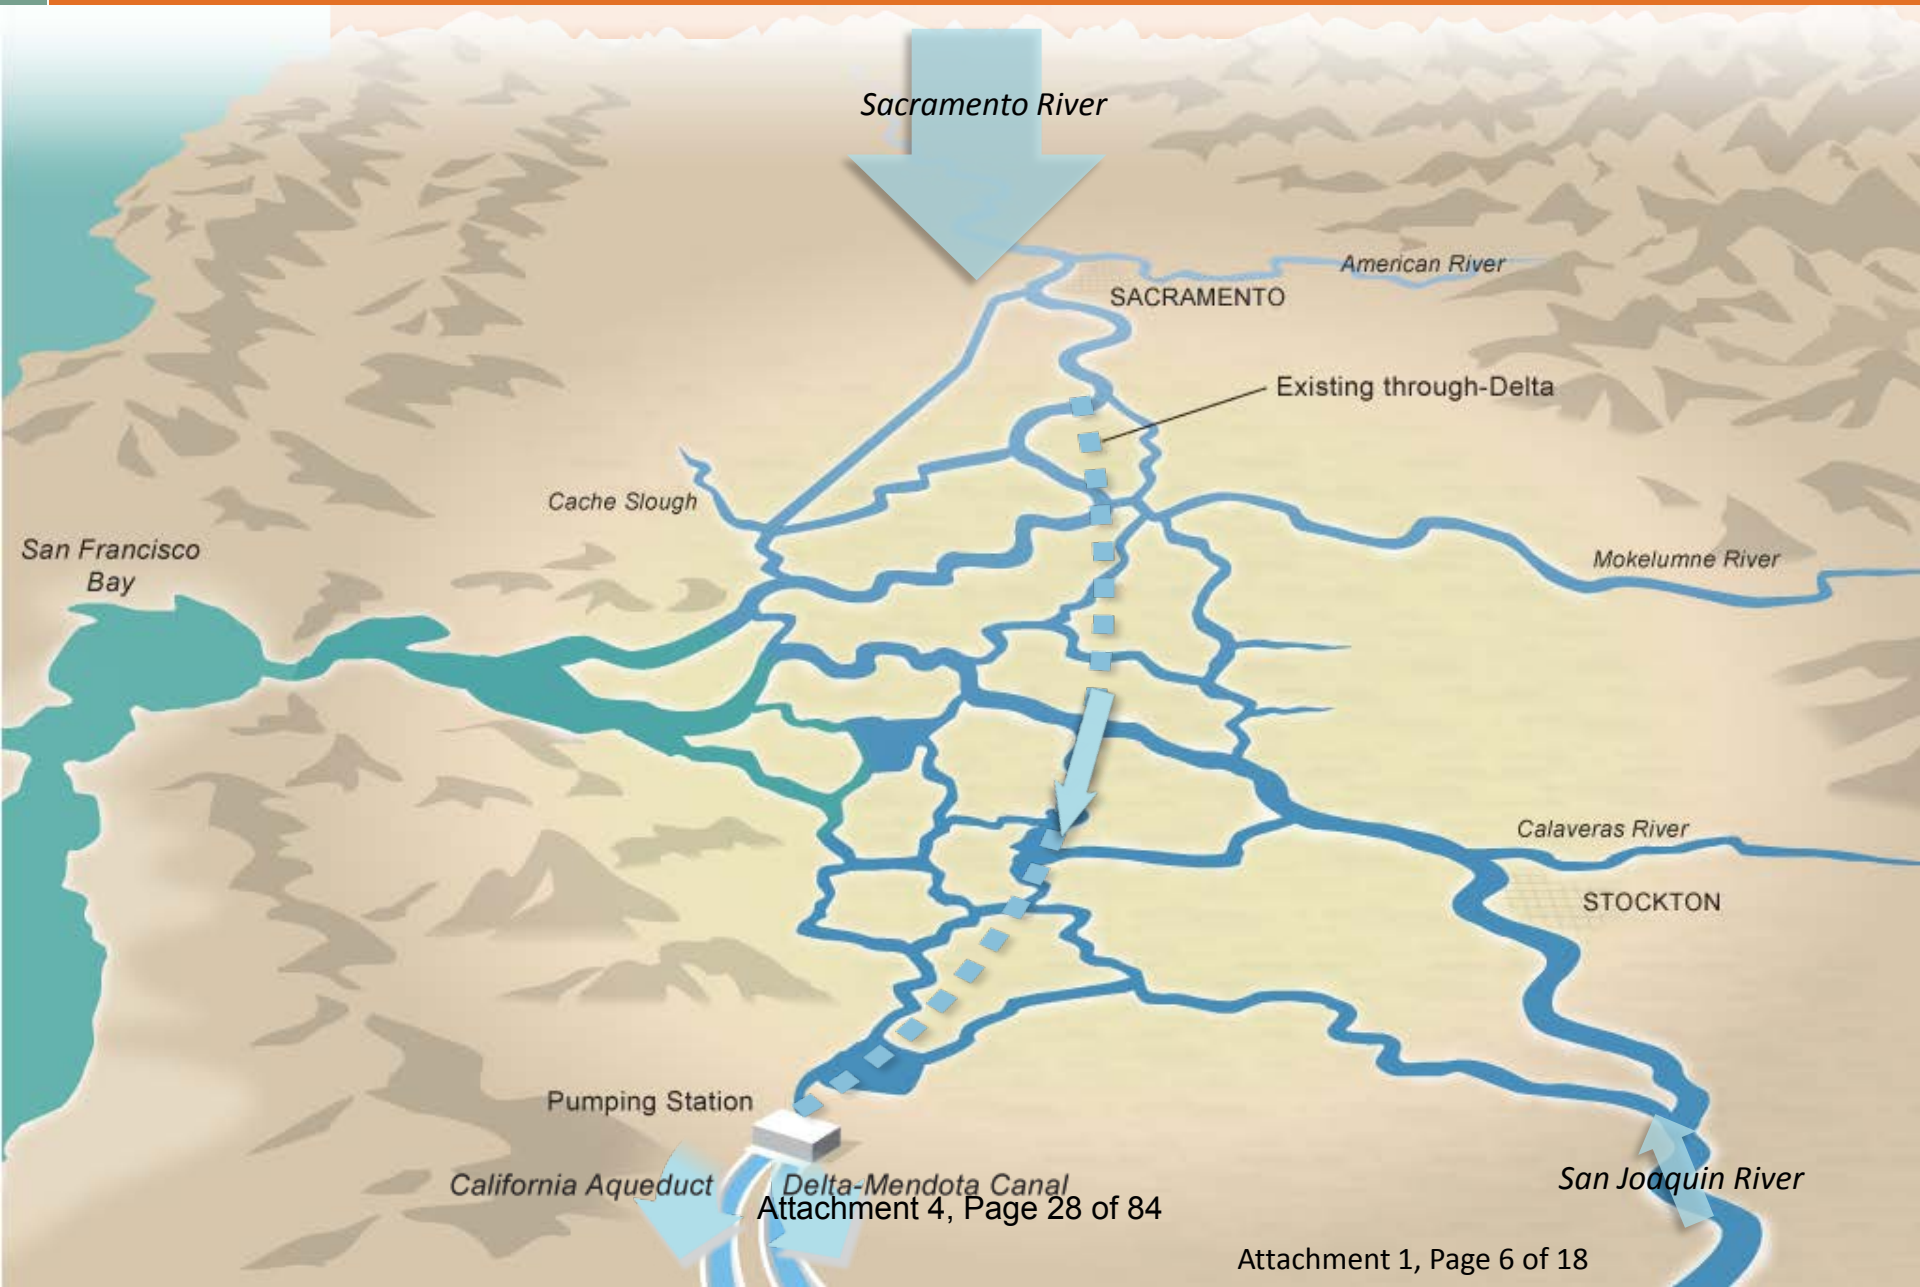 Sacramento River
American River
SACRAMENTO
Existing through-Delta
Cache Slough
San Francisco
Bay
Mokelumne River
Calaveras River
STOCKTON
Pumping Station
California Aqueduct
Delta-Mendota Canal
San Joaquin River
Attachment 4, Page 28 of 84
Attachment 1, Page 6 of 18